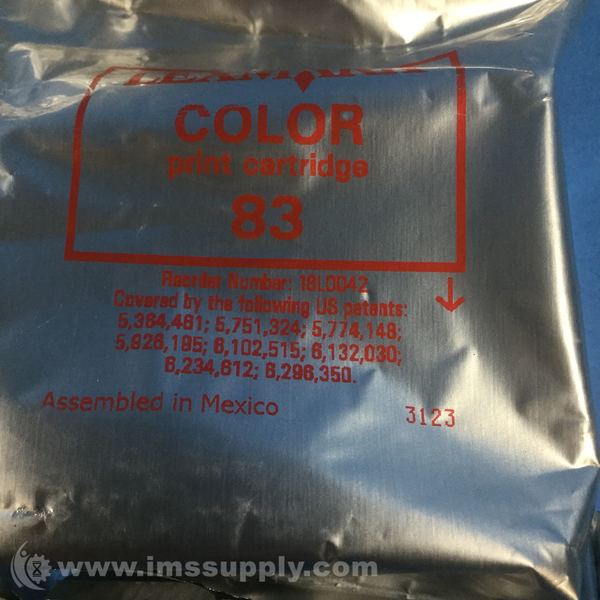 LEXMARK
COLOR
print cartridge
83
Reorder Number: 18L0042
Covered by the following US patents:
5,364,461; 5,751,324; 5,774,148;
5,926,195; 6,102,515; 6,132,030;
6,234,612; 6,296,350.
Assembled in Mexico 3123
www.imssupply.com